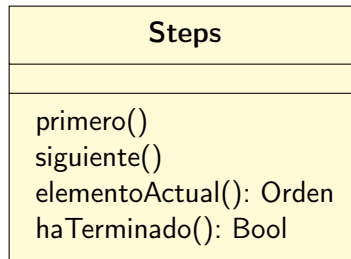 Steps
primero()
siguiente()
elementoActual(): Orden
haTerminado(): Bool